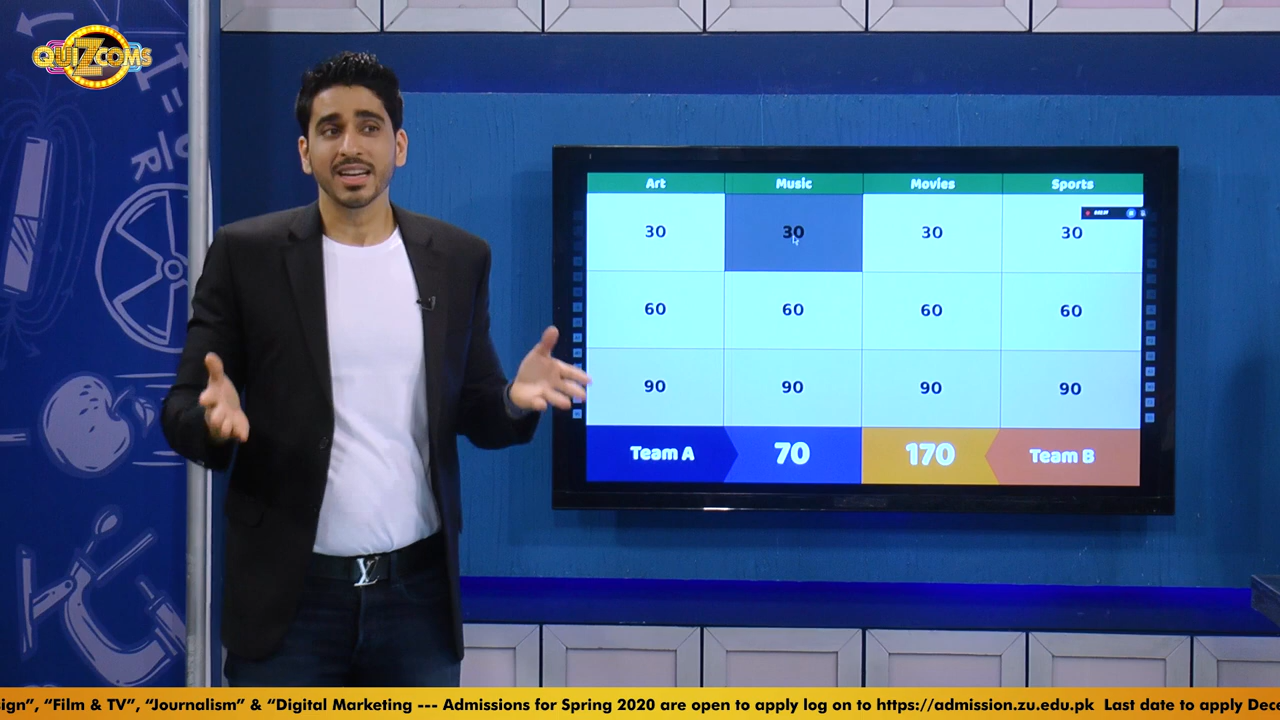 QUIZCOMS
Art Music Movies Sports
30 30 30 30
60 60 60 60
90 90 90 90
Team A 70 170 Team B
LV
sign”, “Film & TV”, “Journalism” & “Digital Marketing --- Admissions for Spring 2020 are open to apply log on to https://admission.zu.edu.pk Last date to apply Dece